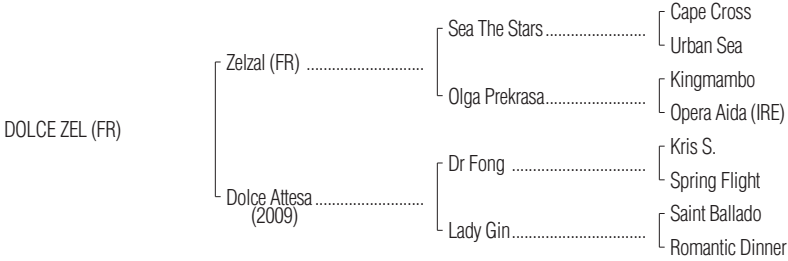 Cape Cross
Sea The Stars........................
Urban Sea
Zelzal (FR) ...........................
Kingmambo
Olga Prekrasa........................
Opera Aida (IRE)
DOLCE ZEL (FR)
Kris S.
Dr Fong ................................
Spring Flight
Dolce Attesa.........................
(2009)
Saint Ballado
Lady Gin................................
Romantic Dinner